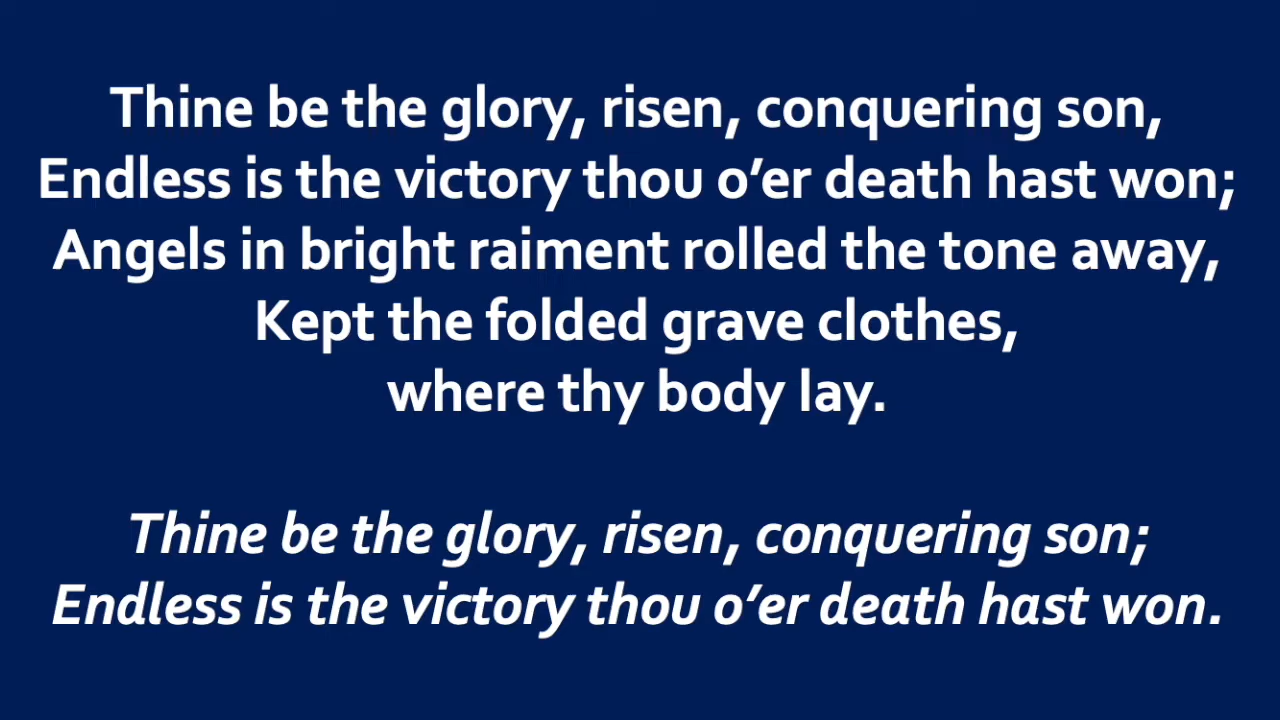 Thine be the glory, risen, conquering son,
Endless is the victory thou o’er death hast won;
Angels in bright raiment rolled the tone away,
Kept the folded grave clothes,
where thy body lay.
Thine be the glory, risen, conquering son;
Endless is the victory thou o’er death hast won.